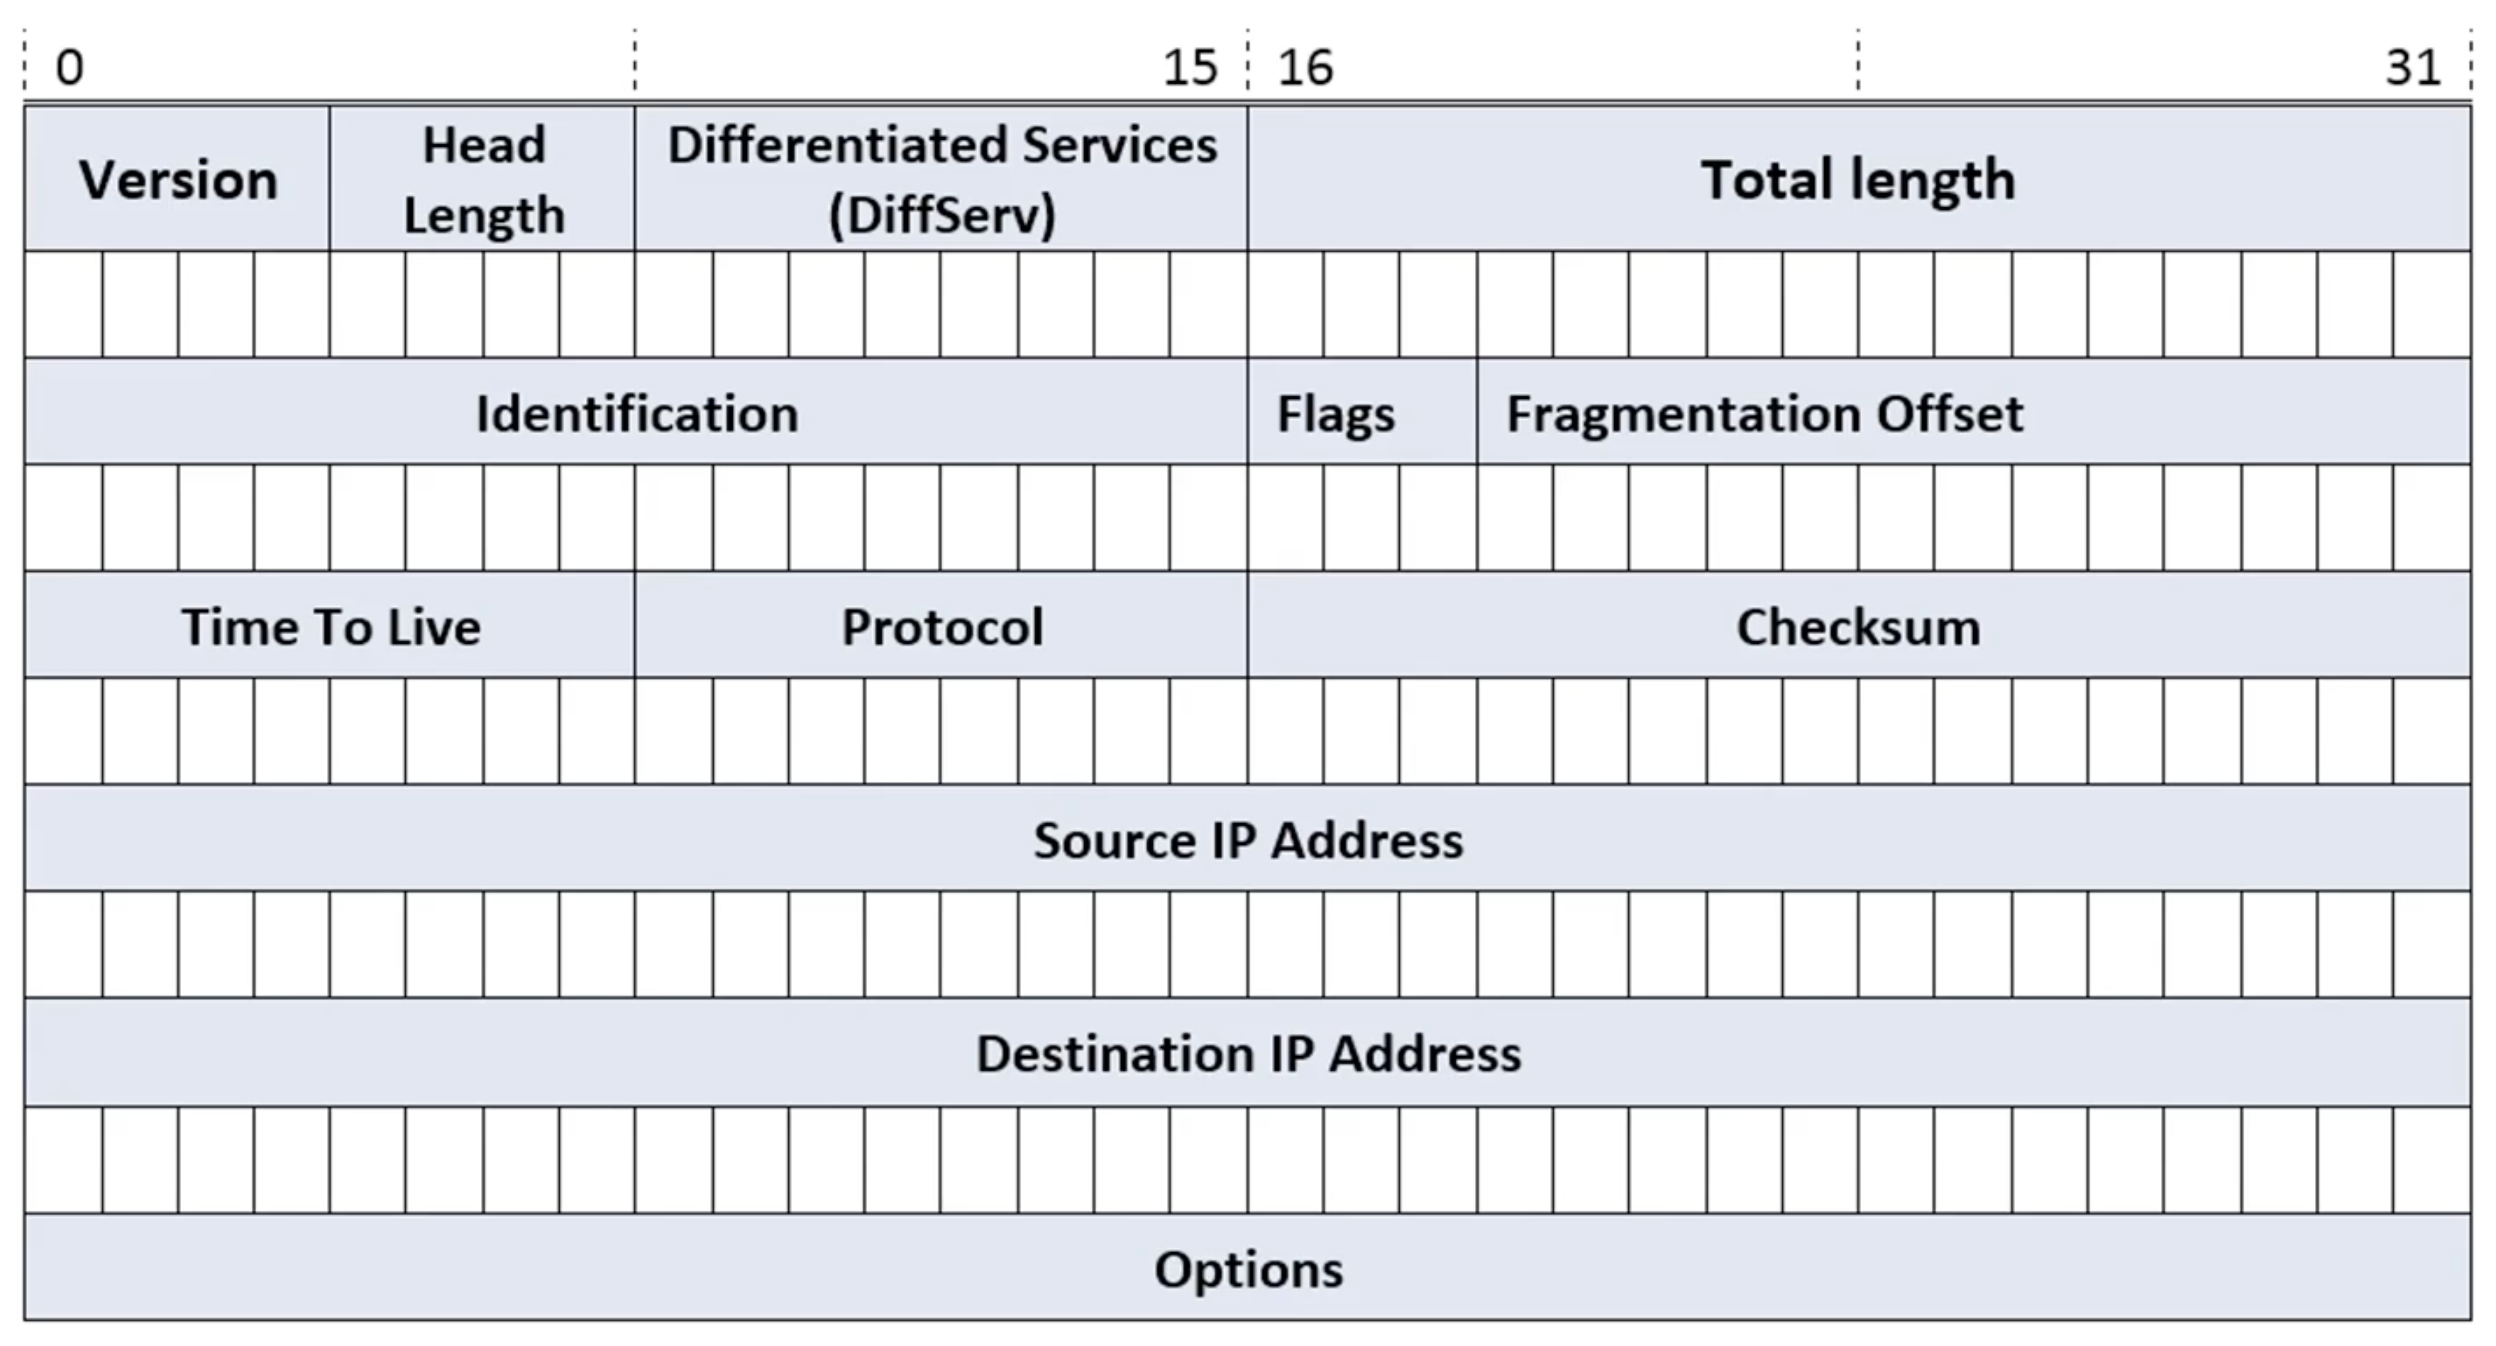 0 15 16 31
Version
Head
Length
Differentiated Services
(DiffServ)
Total length
Identification
Flags
Fragmentation Offset
Time To Live
Protocol
Checksum
Source IP Address
Destination IP Address
Options